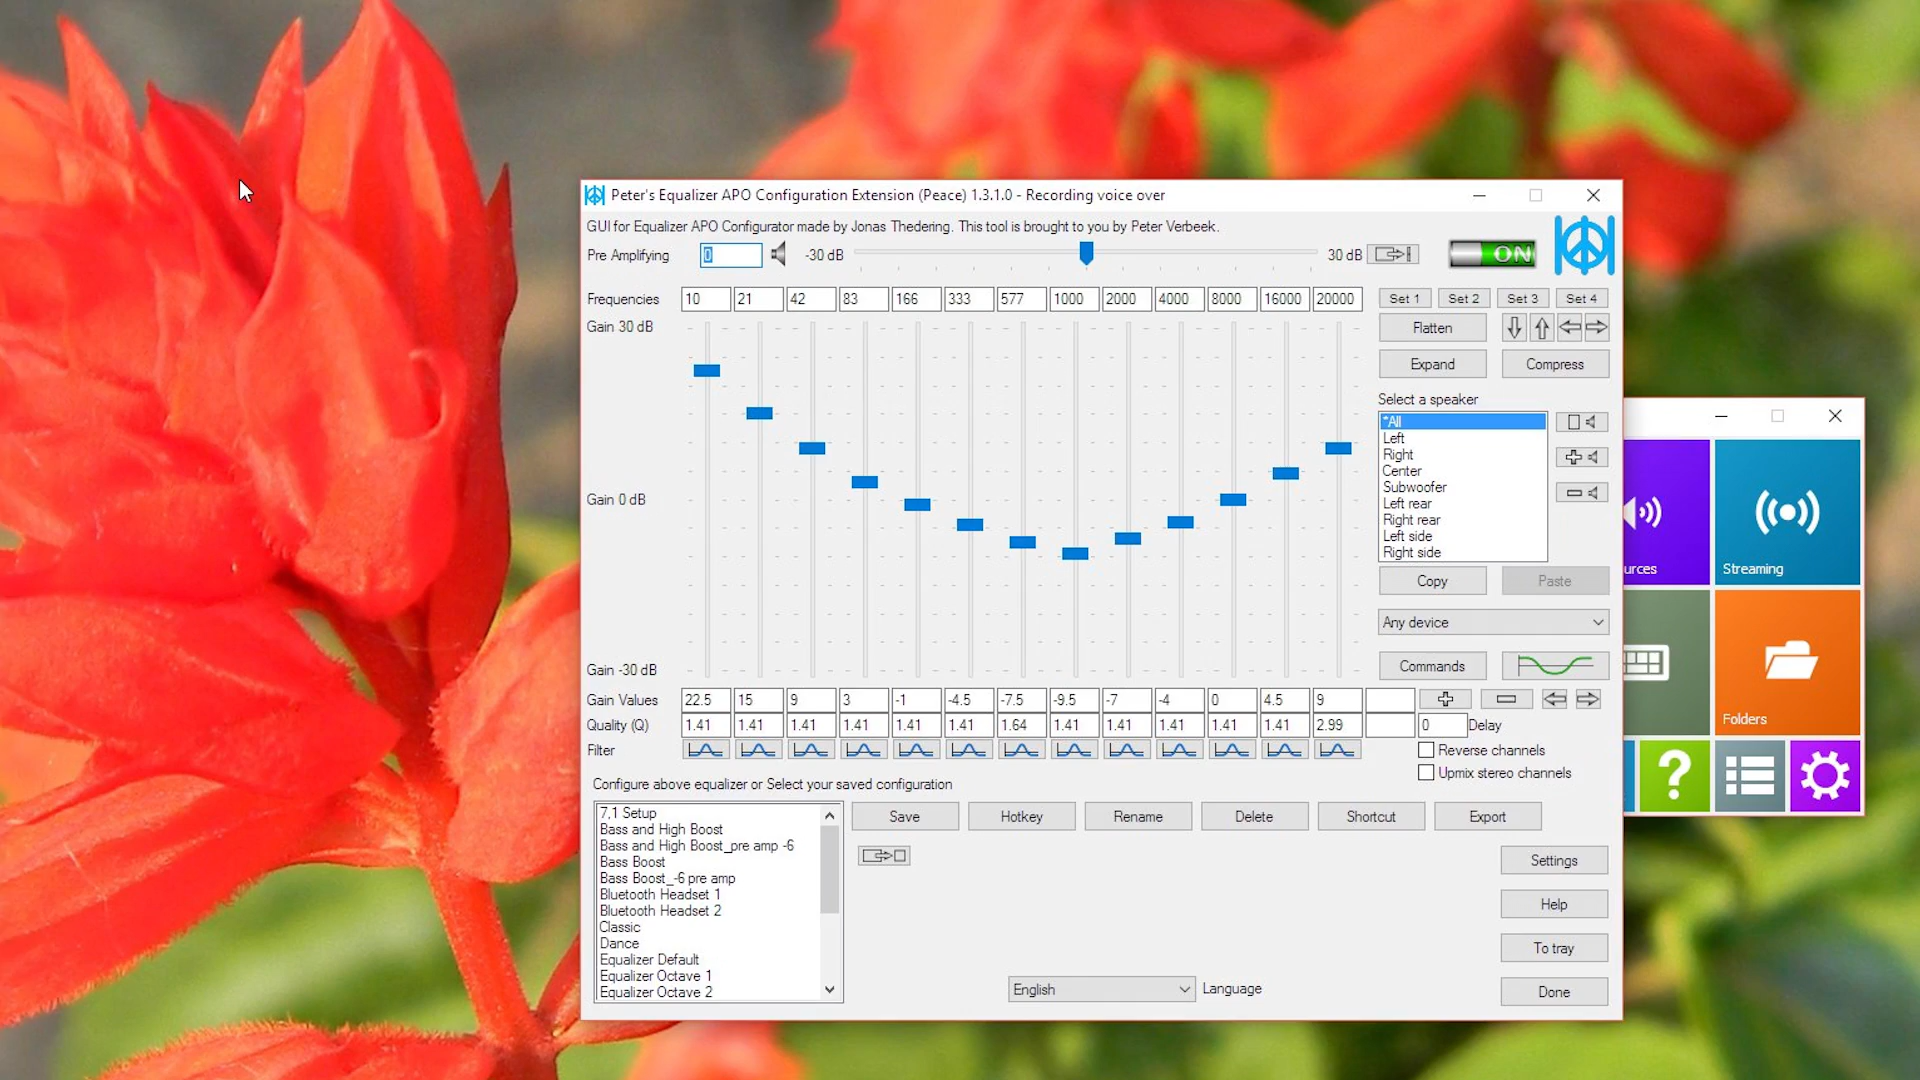 Peter's Equalizer APO Configuration Extension (Peace) 1.3.1.0 - Recording voice over
GUI for Equalizer APO Configurator made by Jonas Thedering. This tool is brought to you by Peter Verbeek.
Pre Amplifying 0 -30 dB 30 dB ON
Frequencies 10 21 42 83 166 333 577 1000 2000 4000 8000 16000 20000 Set 1 Set 2 Set 3 Set 4
Gain 30 dB
Flatten
Expand Compress
Select a speaker
*All
Left
Right
Center
Subwoofer
Left rear
Right rear
Left side
Right side
Gain 0 dB
Copy Paste
Any device
Commands
Gain -30 dB
Gain Values 22.5 15 9 3 -1 -4.5 -7.5 -9.5 -7 -4 0 4.5 9
Quality (Q) 1.41 1.41 1.41 1.41 1.41 1.41 1.64 1.41 1.41 1.41 1.41 1.41 2.99 0 Delay
Filter
Reverse channels
Upmix stereo channels
Configure above equalizer or Select your saved configuration
7.1 Setup
Bass and High Boost
Bass and High Boost_pre amp -6
Bass Boost
Bass Boost_-6 pre amp
Bluetooth Headset 1
Bluetooth Headset 2
Classic
Dance
Equalizer Default
Equalizer Octave 1
Equalizer Octave 2
Save Hotkey Rename Delete Shortcut Export
Settings
Help
To tray
Done
English Language
urces Streaming
Folders
?